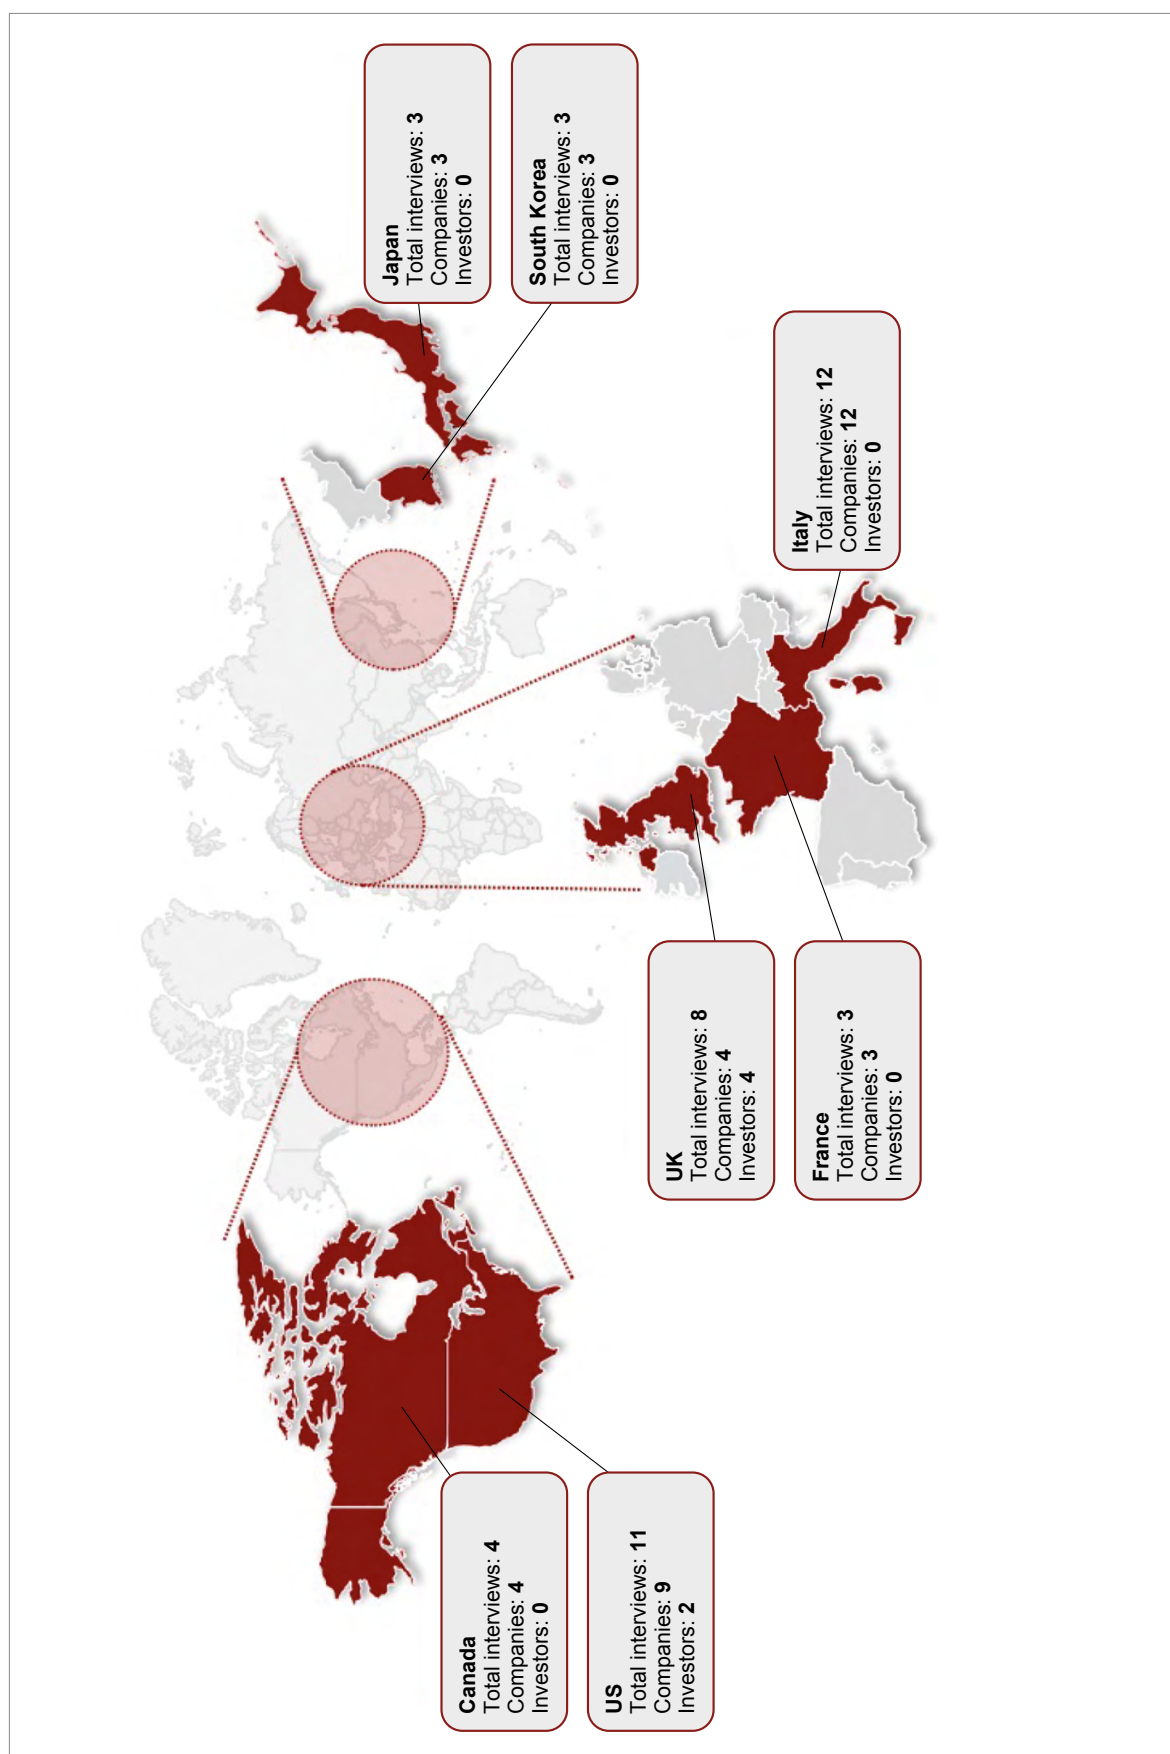 Canada
Total interviews: 4
Companies: 4
Investors: 0
US
Total interviews: 11
Companies: 9
Investors: 2
UK
Total interviews: 8
Companies: 4
Investors: 4
France
Total interviews: 3
Companies: 3
Investors: 0
Italy
Total interviews: 12
Companies: 12
Investors: 0
Japan
Total interviews: 3
Companies: 3
Investors: 0
South Korea
Total interviews: 3
Companies: 3
Investors: 0